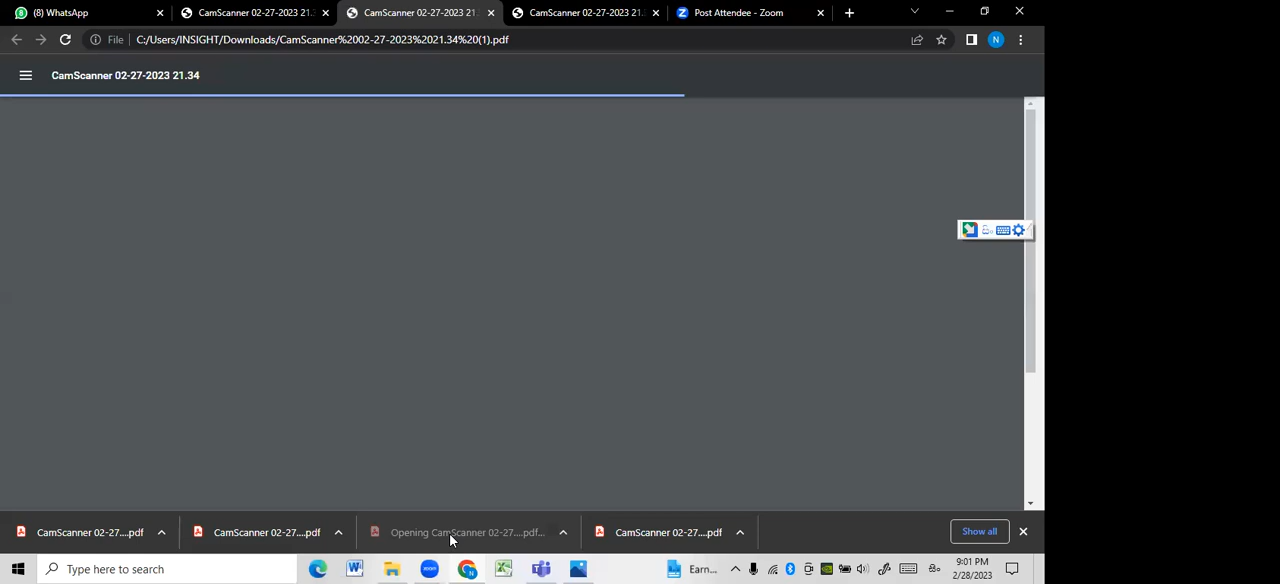 (8) WhatsApp
CamScanner 02-27-2023 21.3
CamScanner 02-27-2023 21.
CamScanner 02-27-2023 21.
Post Attendee - Zoom
File
C:/Users/INSIGHT/Downloads/CamScanner%2002-27-2023%2021.34%20(1).pdf
N
CamScanner 02-27-2023 21.34
CamScanner 02-27....pdf
CamScanner 02-27....pdf
Opening CamScanner 02-27....pdf...
CamScanner 02-27....pdf
Show all
Type here to search
Earn...
9:01 PM
2/28/2023